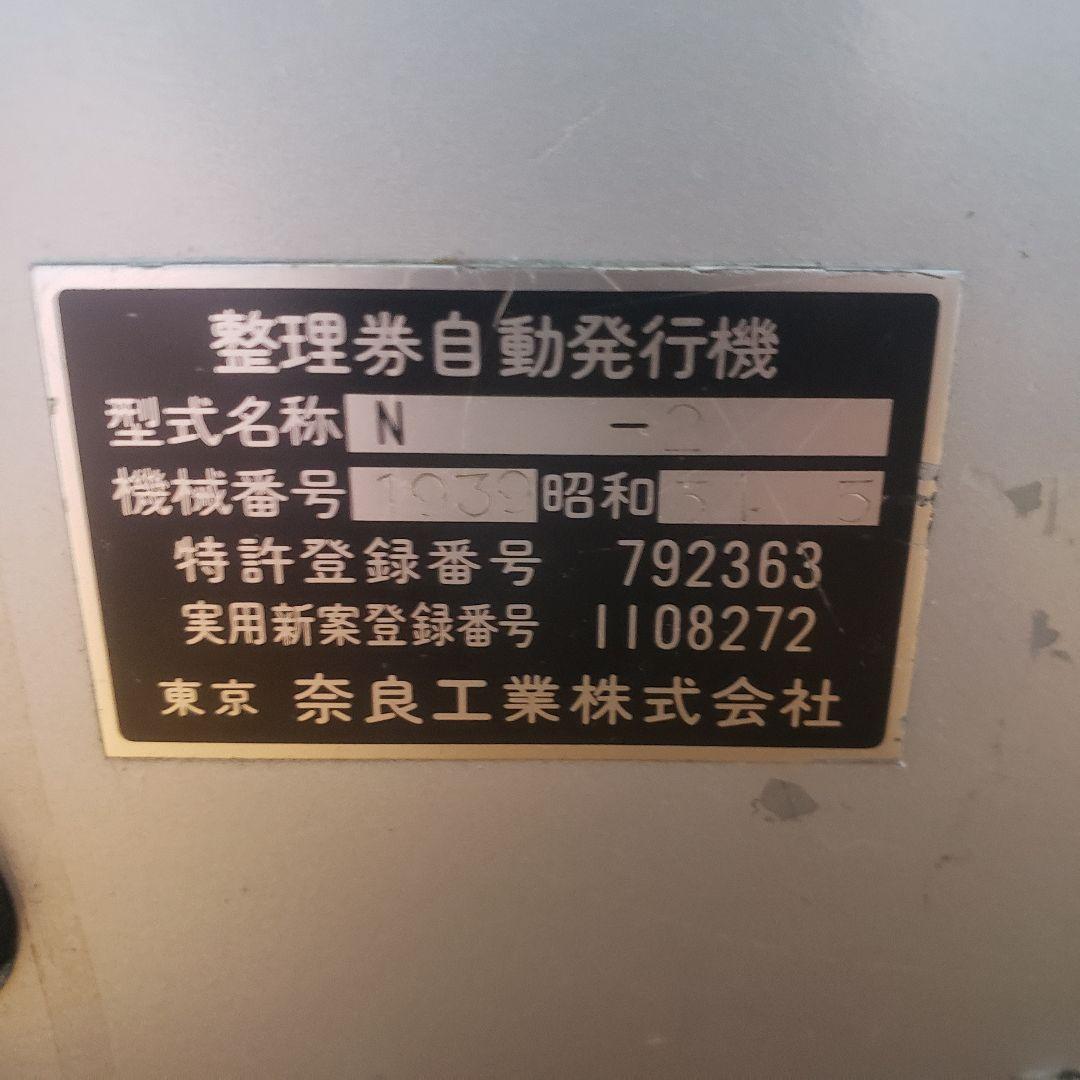 整理券自動発行機
型式名称 N -2
機械番号 1939 昭和 51. 3
特許登録番号 792363
実用新案登録番号 1108272
東京 奈良工業株式会社